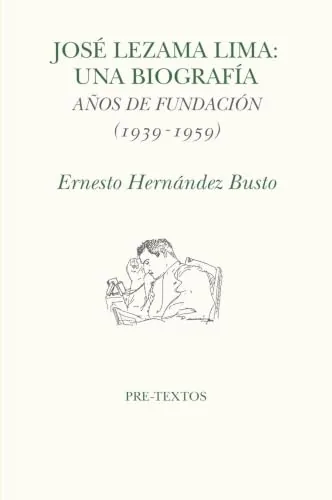 JOSÉ LEZAMA LIMA:
UNA BIOGRAFÍA
AÑOS DE FUNDACIÓN
(1939-1959)
Ernesto Hernández Busto
PRE-TEXTOS